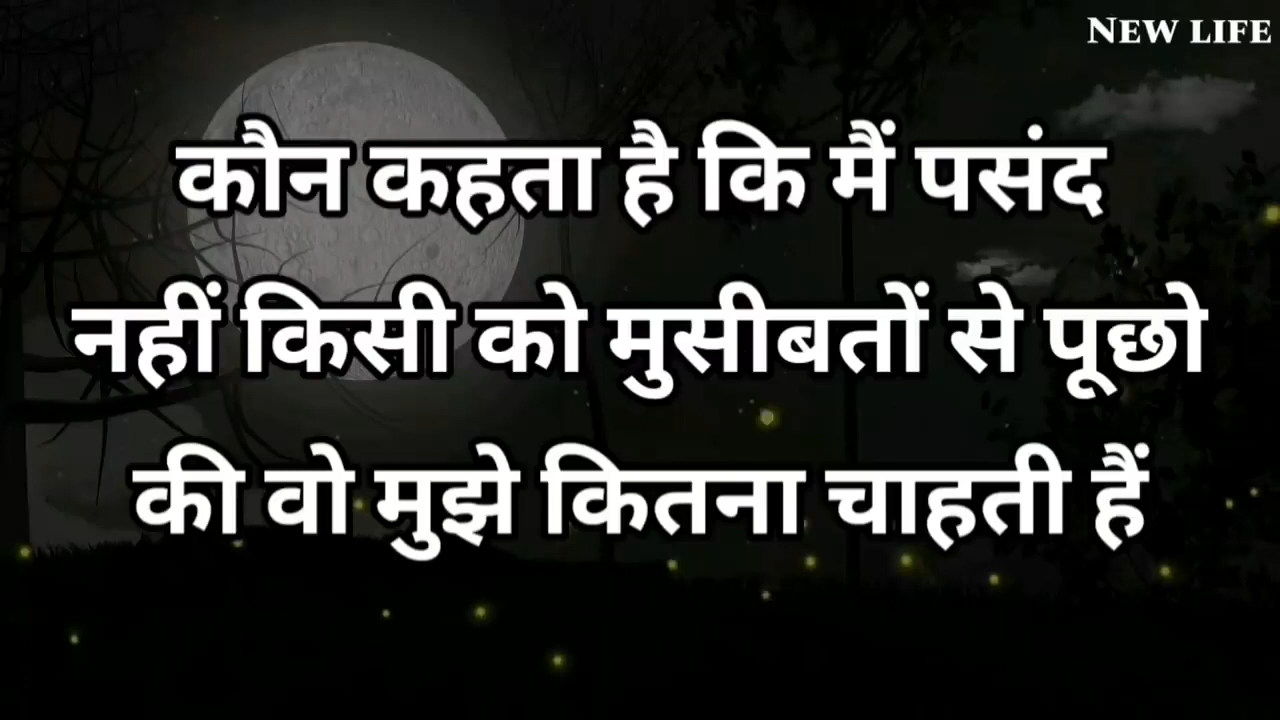 NEW LIFE
कौन कहता है कि मैं पसंद
नहीं किसी को मुसीबतों से पूछो
की वो मुझे कितना चाहती हैं